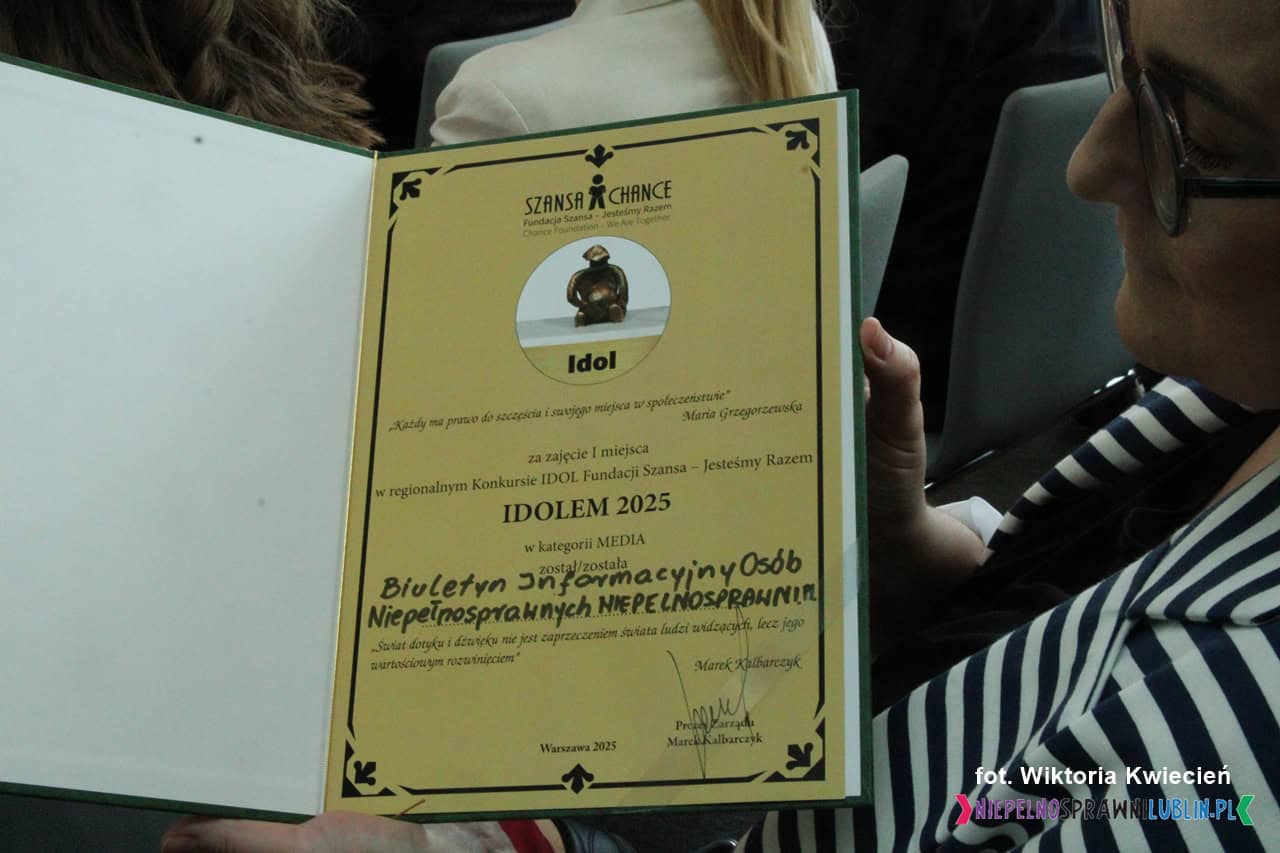 SZANSA CHANCE
Fundacja Szansa – Jesteśmy Razem
Chance Foundation - We Are Together
Idol
„Każdy ma prawo do szczęścia i swojego miejsca w społeczeństwie”
Maria Grzegorzewska
za zajęcie I miejsca
w regionalnym Konkursie IDOL Fundacji Szansa – Jesteśmy Razem
IDOLEM 2025
w kategorii MEDIA
został/została
Biuletyn Informacyjny Osób
Niepełnosprawnych NIEPELNOSPRAWNI.PL
„Świat dotyku i dźwięku nie jest zaprzeczeniem świata ludzi widzących, lecz jego
wartościowym rozwinięciem”
Marek Kalbarczyk
Prezes Zarządu
Marek Kalbarczyk
Warszawa 2025
fot. Wiktoria Kwiecień
NIEPELNOSPRAWNILUBLIN.PL